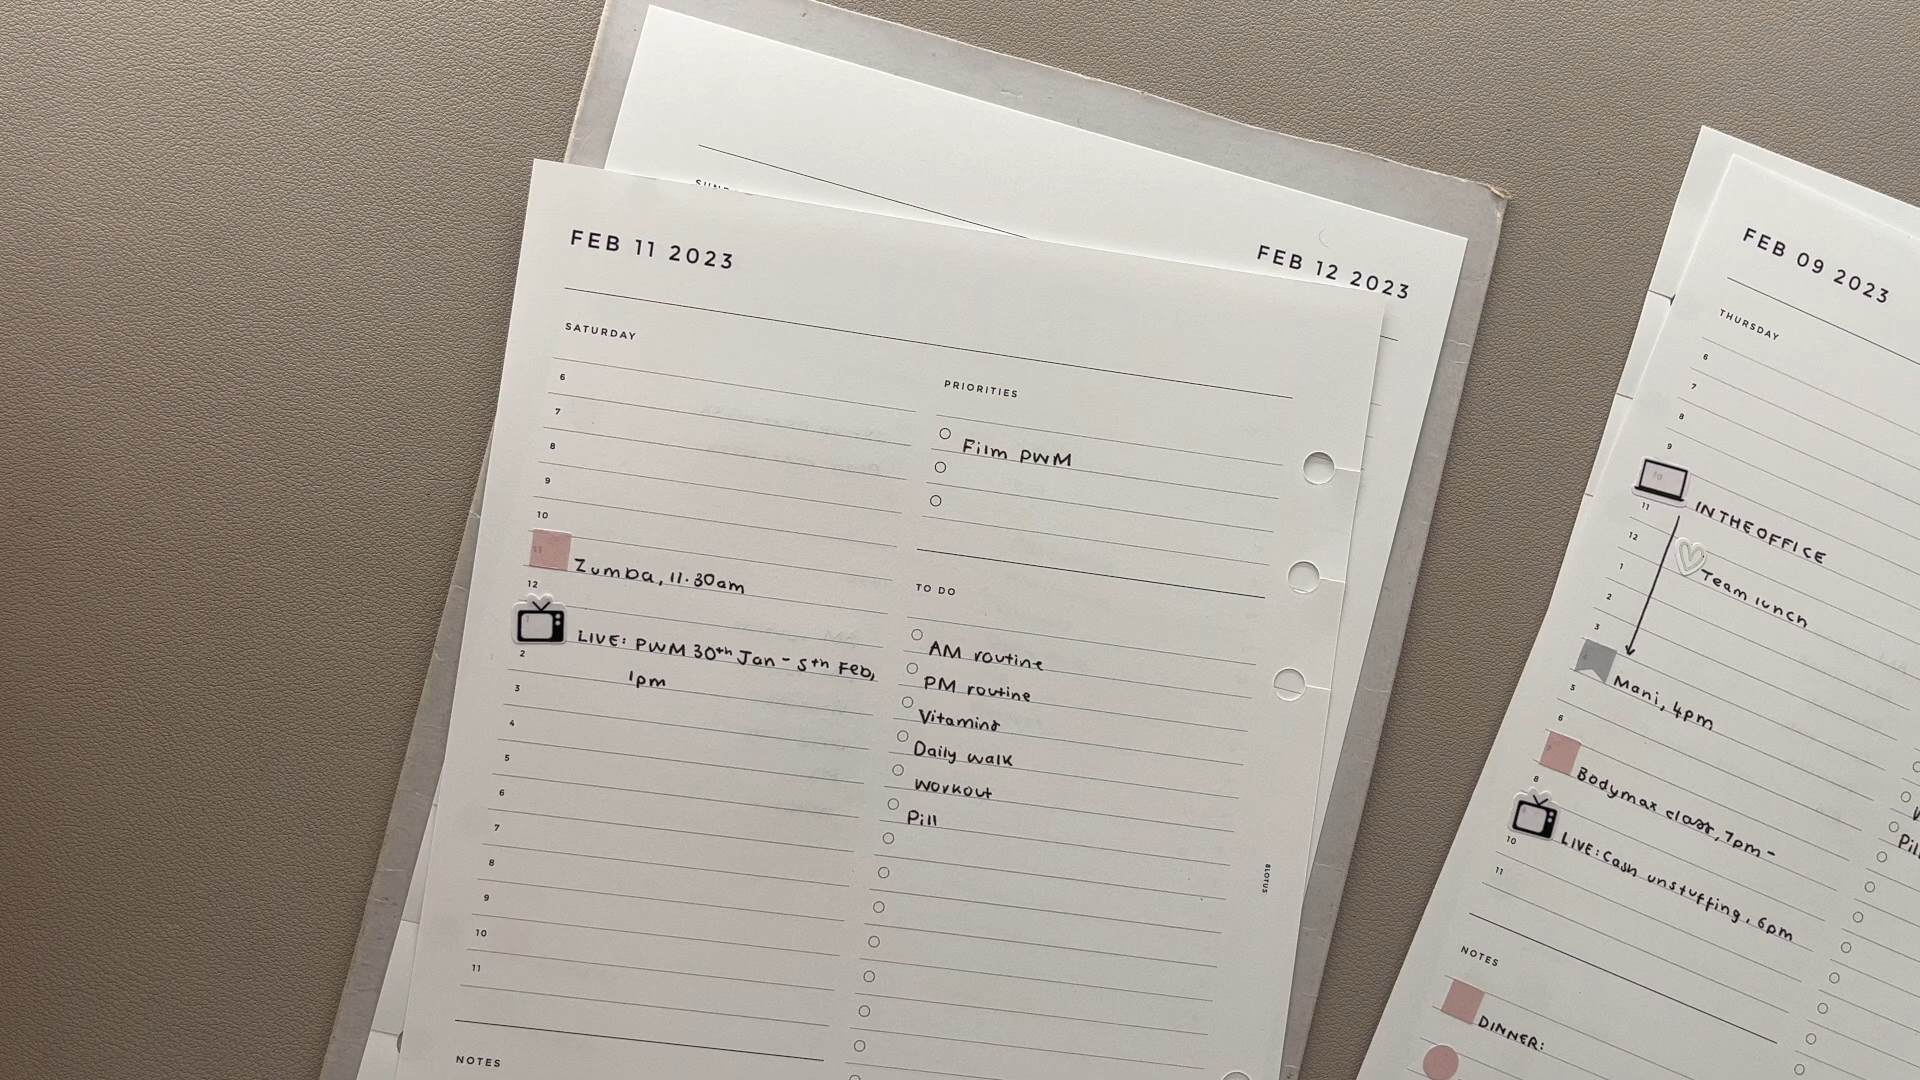 FEB 11 2023
SATURDAY
6
7
8
9
10
11
Zumba, 11.30am
12
LIVE: PWM 30th Jan - 5th Feb,
2
1pm
3
4
5
6
7
8
9
10
11
NOTES
PRIORITIES
Film PWM
TO DO
AM routine
PM routine
Vitamins
Daily walk
Workout
Pill
&LOTUS
FEB 12 2023
FEB 09 2023
THURSDAY
6
7
8
9
10
11
IN THE OFFICE
12
1
Team lunch
2
3
Mani, 4pm
5
6
7
Bodymax class, 7pm -
8
LIVE: Cash unstuffing, 6pm
10
11
NOTES
DINNER: